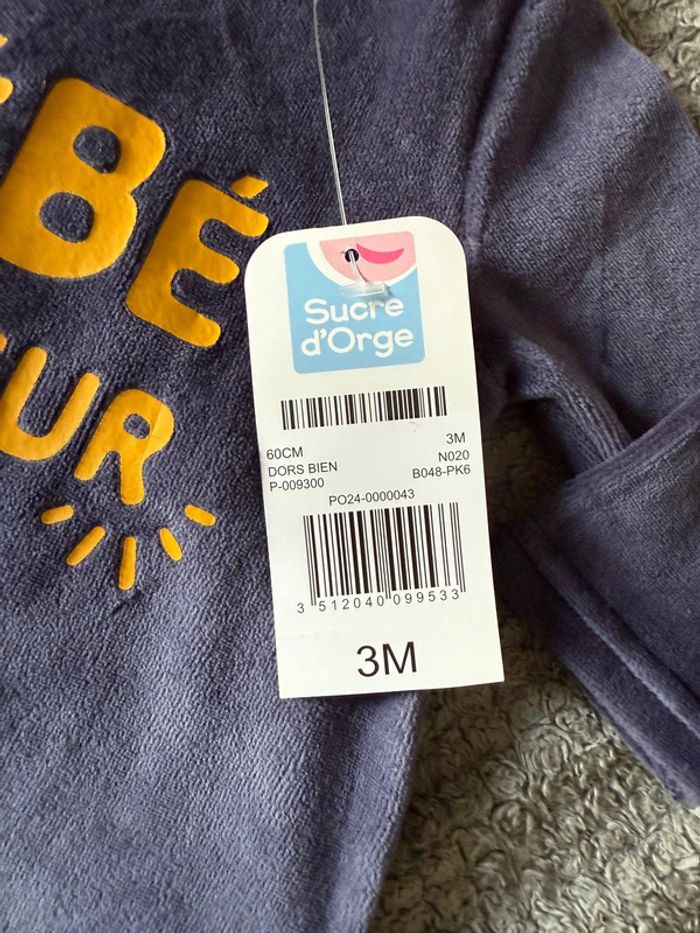 BÉ
UR
Sucre
d'Orge
60CM 3M
DORS BIEN N020
P-009300 B048-PK6
PO24-0000043
3 512040 099533
3M